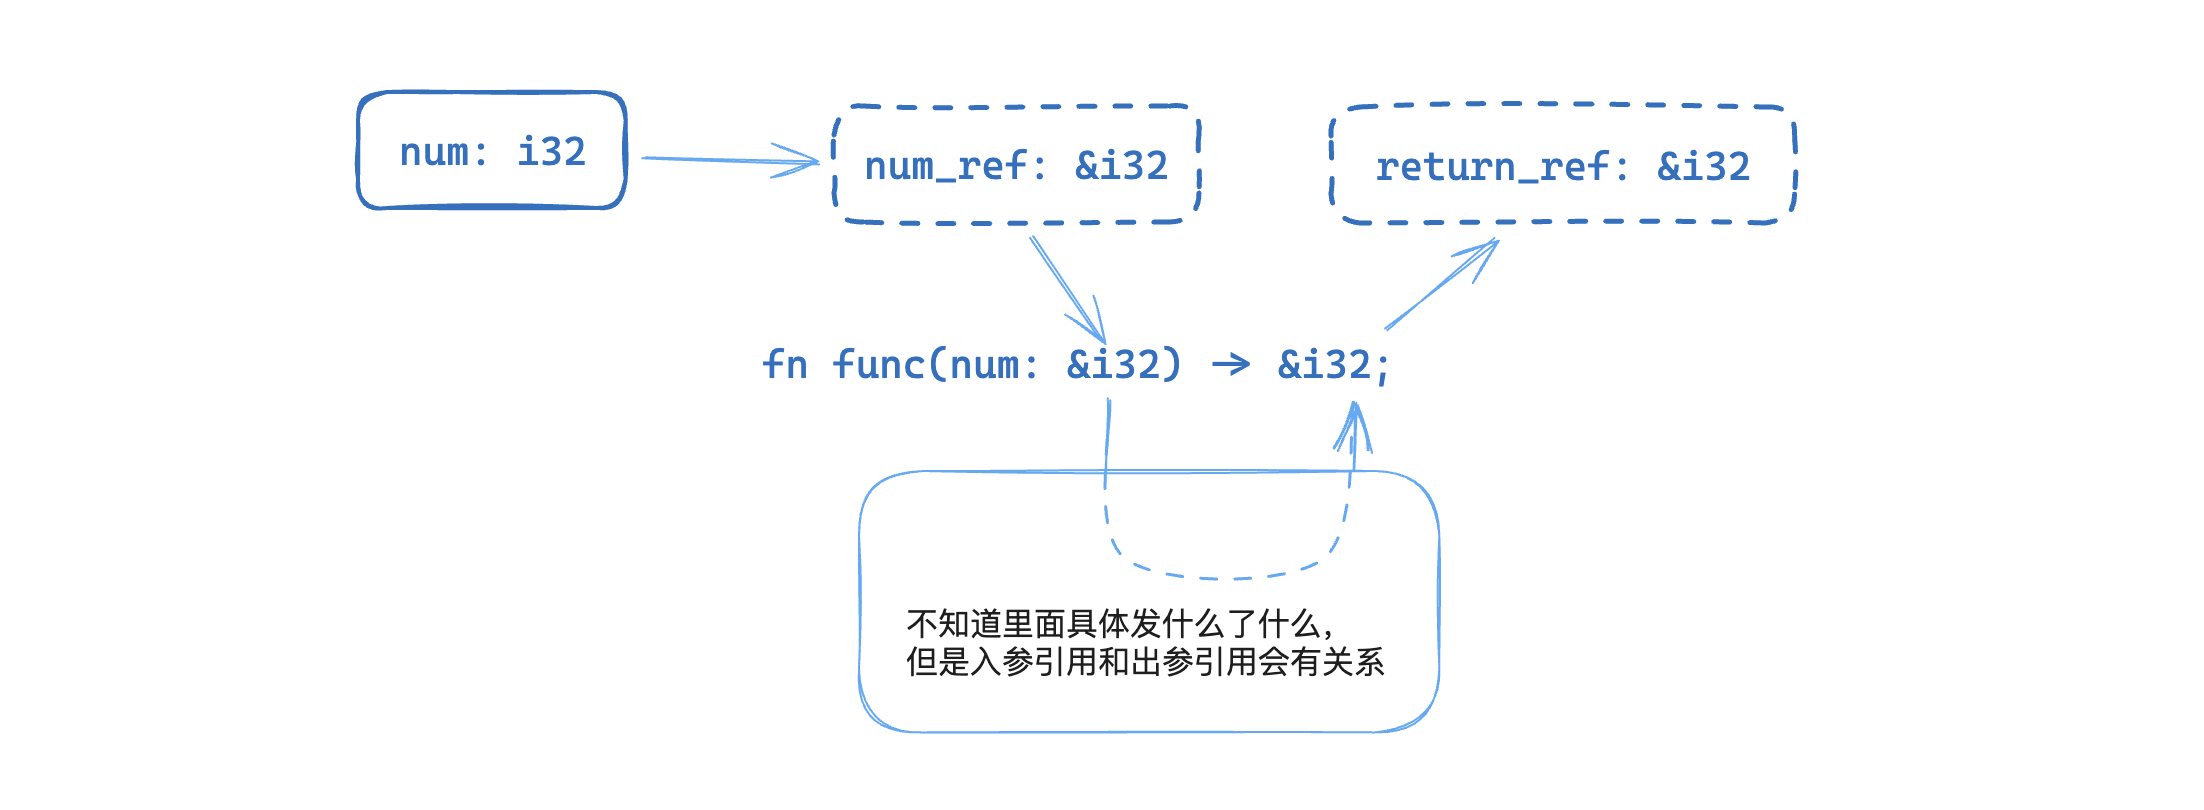 num: i32
num_ref: &i32
return_ref: &i32
fn func(num: &i32) -> &i32;
不知道里面具体发什么了什么，
但是入参引用和出参引用会有关系